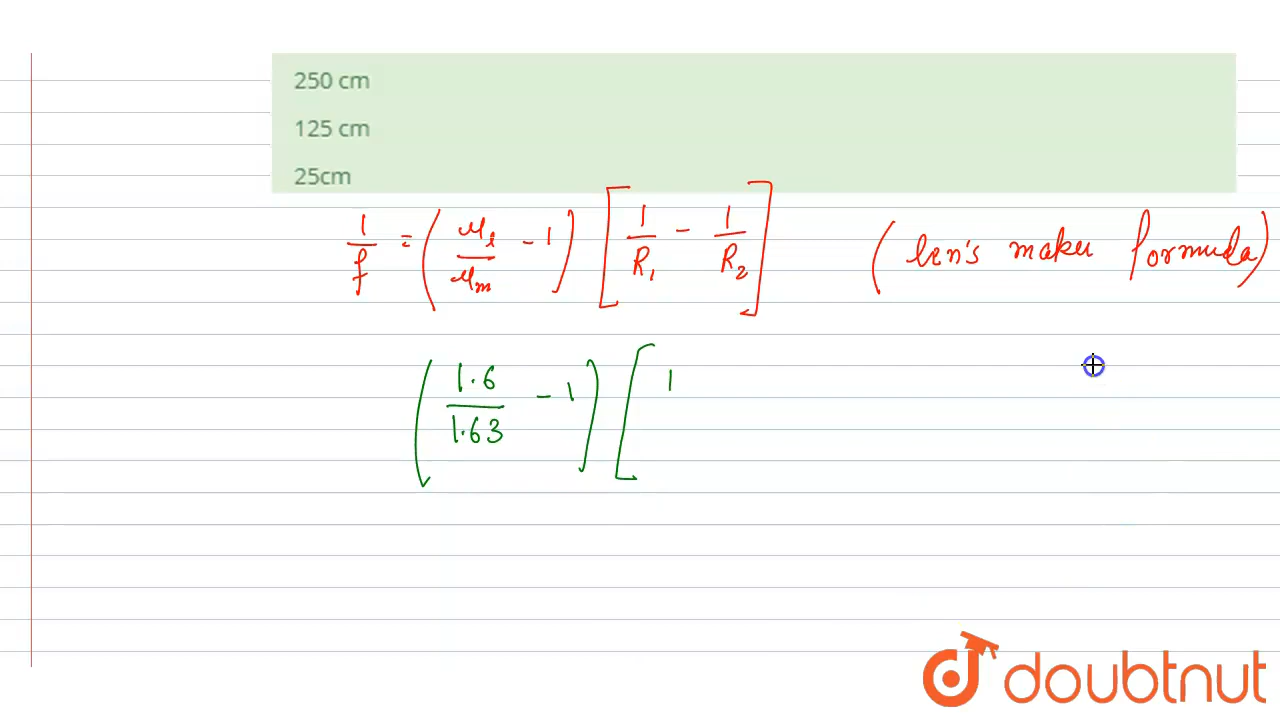 250 cm
125 cm
25cm
1/f = (μl/μm - 1) [1/R1 - 1/R2] (len's maker formula)
(1.6/1.63 - 1) [1
doubtnut